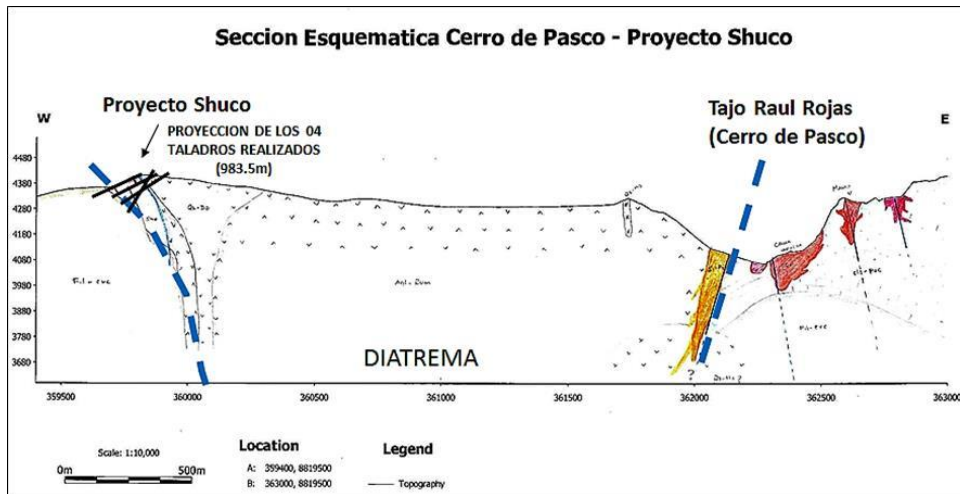 Seccion Esquematica Cerro de Pasco - Proyecto Shuco
W
E
Proyecto Shuco
PROYECCION DE LOS 04
TALADROS REALIZADOS
(983.5m)
Tajo Raul Rojas
(Cerro de Pasco)
4480
4380
4280
4180
4080
3980
3880
3780
3680
DIATREMA
?
359500
360000
360500
361000
361500
362000
362500
363000
Scale: 1:10,000
0m
500m
Location
A: 359400, 8819500
B: 363000, 8819500
Legend
Topography